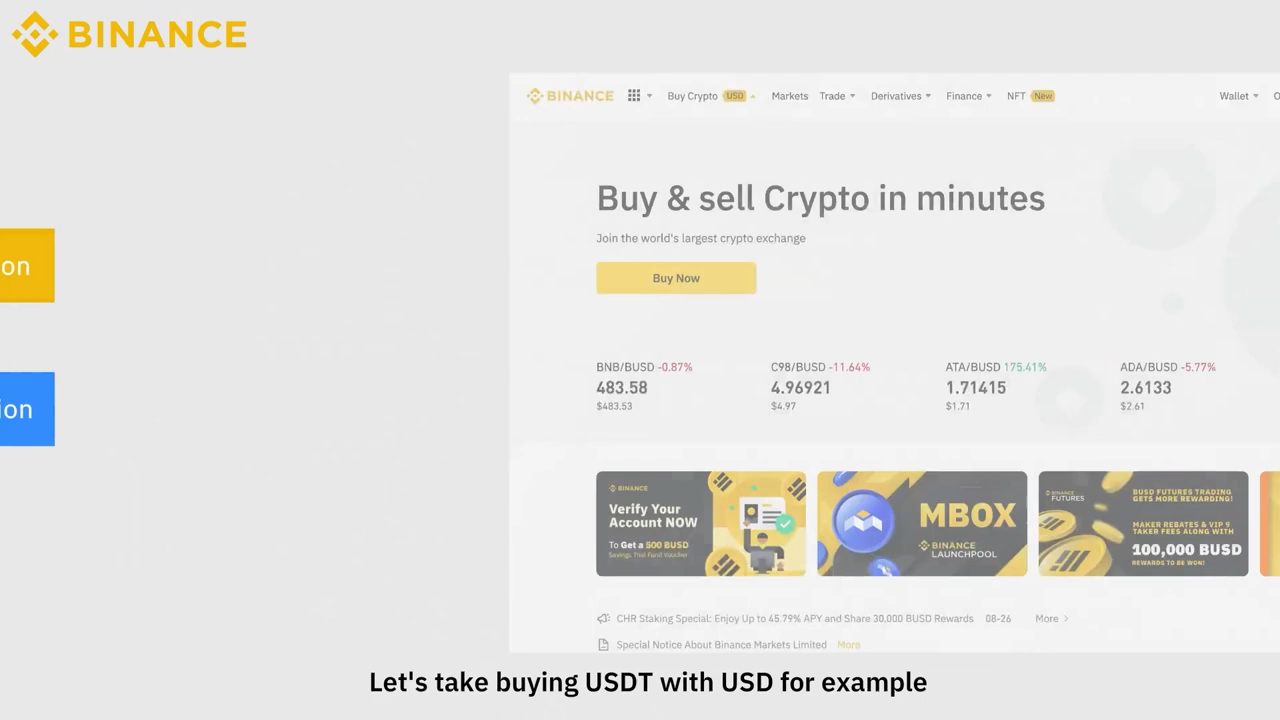 BINANCE
BINANCE
Buy Crypto USD
Markets
Trade
Derivatives
Finance
NFT New
Wallet
Buy & sell Crypto in minutes
Join the world's largest crypto exchange
on
Buy Now
BNB/BUSD -0.87%
483.58
$483.53
C98/BUSD -11.64%
4.96921
$4.97
ATA/BUSD 175.41%
1.71415
$1.71
ADA/BUSD -5.77%
2.6133
$2.61
ion
BINANCE
Verify Your
Account NOW
To Get a 500 BUSD
Savings Trial Fund Voucher
MBOX
BINANCE
LAUNCHPOOL
BINANCE
FUTURES
BUSD FUTURES TRADING
GETS MORE REWARDING!
MAKER REBATES & VIP 9
TAKER FEES ALONG WITH
100,000 BUSD
REWARDS TO BE WON!
CHR Staking Special: Enjoy Up to 45.79% APY and Share 30,000 BUSD Rewards 08-26 More
Special Notice About Binance Markets Limited More
Let's take buying USDT with USD for example